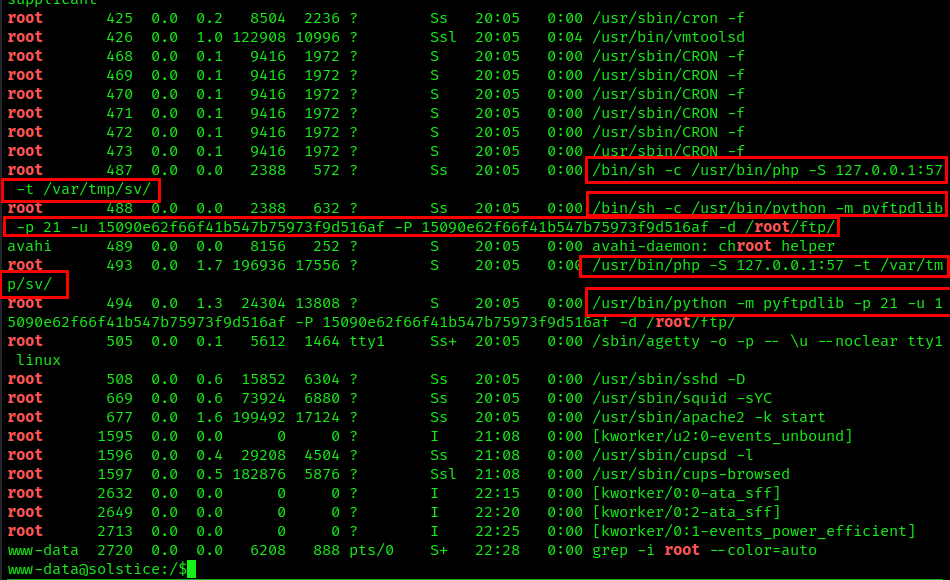 supplicant
root 425 0.0 0.2 8504 2236 ? Ss 20:05 0:00 /usr/sbin/cron -f
root 426 0.0 1.0 122908 10996 ? Ssl 20:05 0:04 /usr/bin/vmtoolsd
root 468 0.0 0.1 9416 1972 ? S 20:05 0:00 /usr/sbin/CRON -f
root 469 0.0 0.1 9416 1972 ? S 20:05 0:00 /usr/sbin/CRON -f
root 470 0.0 0.1 9416 1972 ? S 20:05 0:00 /usr/sbin/CRON -f
root 471 0.0 0.1 9416 1972 ? S 20:05 0:00 /usr/sbin/CRON -f
root 472 0.0 0.1 9416 1972 ? S 20:05 0:00 /usr/sbin/CRON -f
root 473 0.0 0.1 9416 1972 ? S 20:05 0:00 /usr/sbin/CRON -f
root 487 0.0 0.0 2388 572 ? Ss 20:05 0:00 /bin/sh -c /usr/bin/php -S 127.0.0.1:57
-t /var/tmp/sv/
root 488 0.0 0.0 2388 632 ? Ss 20:05 0:00 /bin/sh -c /usr/bin/python -m pyftpdlib
-p 21 -u 15090e62f66f41b547b75973f9d516af -P 15090e62f66f41b547b75973f9d516af -d /root/ftp/
avahi 489 0.0 0.0 8156 252 ? S 20:05 0:00 avahi-daemon: chroot helper
root 493 0.0 1.7 196936 17556 ? S 20:05 0:00 /usr/bin/php -S 127.0.0.1:57 -t /var/tm
p/sv/
root 494 0.0 1.3 24304 13808 ? S 20:05 0:00 /usr/bin/python -m pyftpdlib -p 21 -u 1
5090e62f66f41b547b75973f9d516af -P 15090e62f66f41b547b75973f9d516af -d /root/ftp/
root 505 0.0 0.1 5612 1464 tty1 Ss+ 20:05 0:00 /sbin/agetty -o -p -- \u --noclear tty1
linux
root 508 0.0 0.6 15852 6304 ? Ss 20:05 0:00 /usr/sbin/sshd -D
root 669 0.0 0.6 73924 6880 ? Ss 20:05 0:00 /usr/sbin/squid -sYC
root 677 0.0 1.6 199492 17124 ? Ss 20:05 0:00 /usr/sbin/apache2 -k start
root 1595 0.0 0.0 0 0 ? I 21:08 0:00 [kworker/u2:0-events_unbound]
root 1596 0.0 0.4 29208 4504 ? Ss 21:08 0:00 /usr/sbin/cupsd -l
root 1597 0.0 0.5 182876 5876 ? Ssl 21:08 0:00 /usr/sbin/cups-browsed
root 2632 0.0 0.0 0 0 ? I 22:15 0:00 [kworker/0:0-ata_sff]
root 2649 0.0 0.0 0 0 ? I 22:20 0:00 [kworker/0:2-ata_sff]
root 2713 0.0 0.0 0 0 ? I 22:25 0:00 [kworker/0:1-events_power_efficient]
www-data 2720 0.0 0.0 6208 888 pts/0 S+ 22:28 0:00 grep -i root --color=auto
www-data@solstice:/$